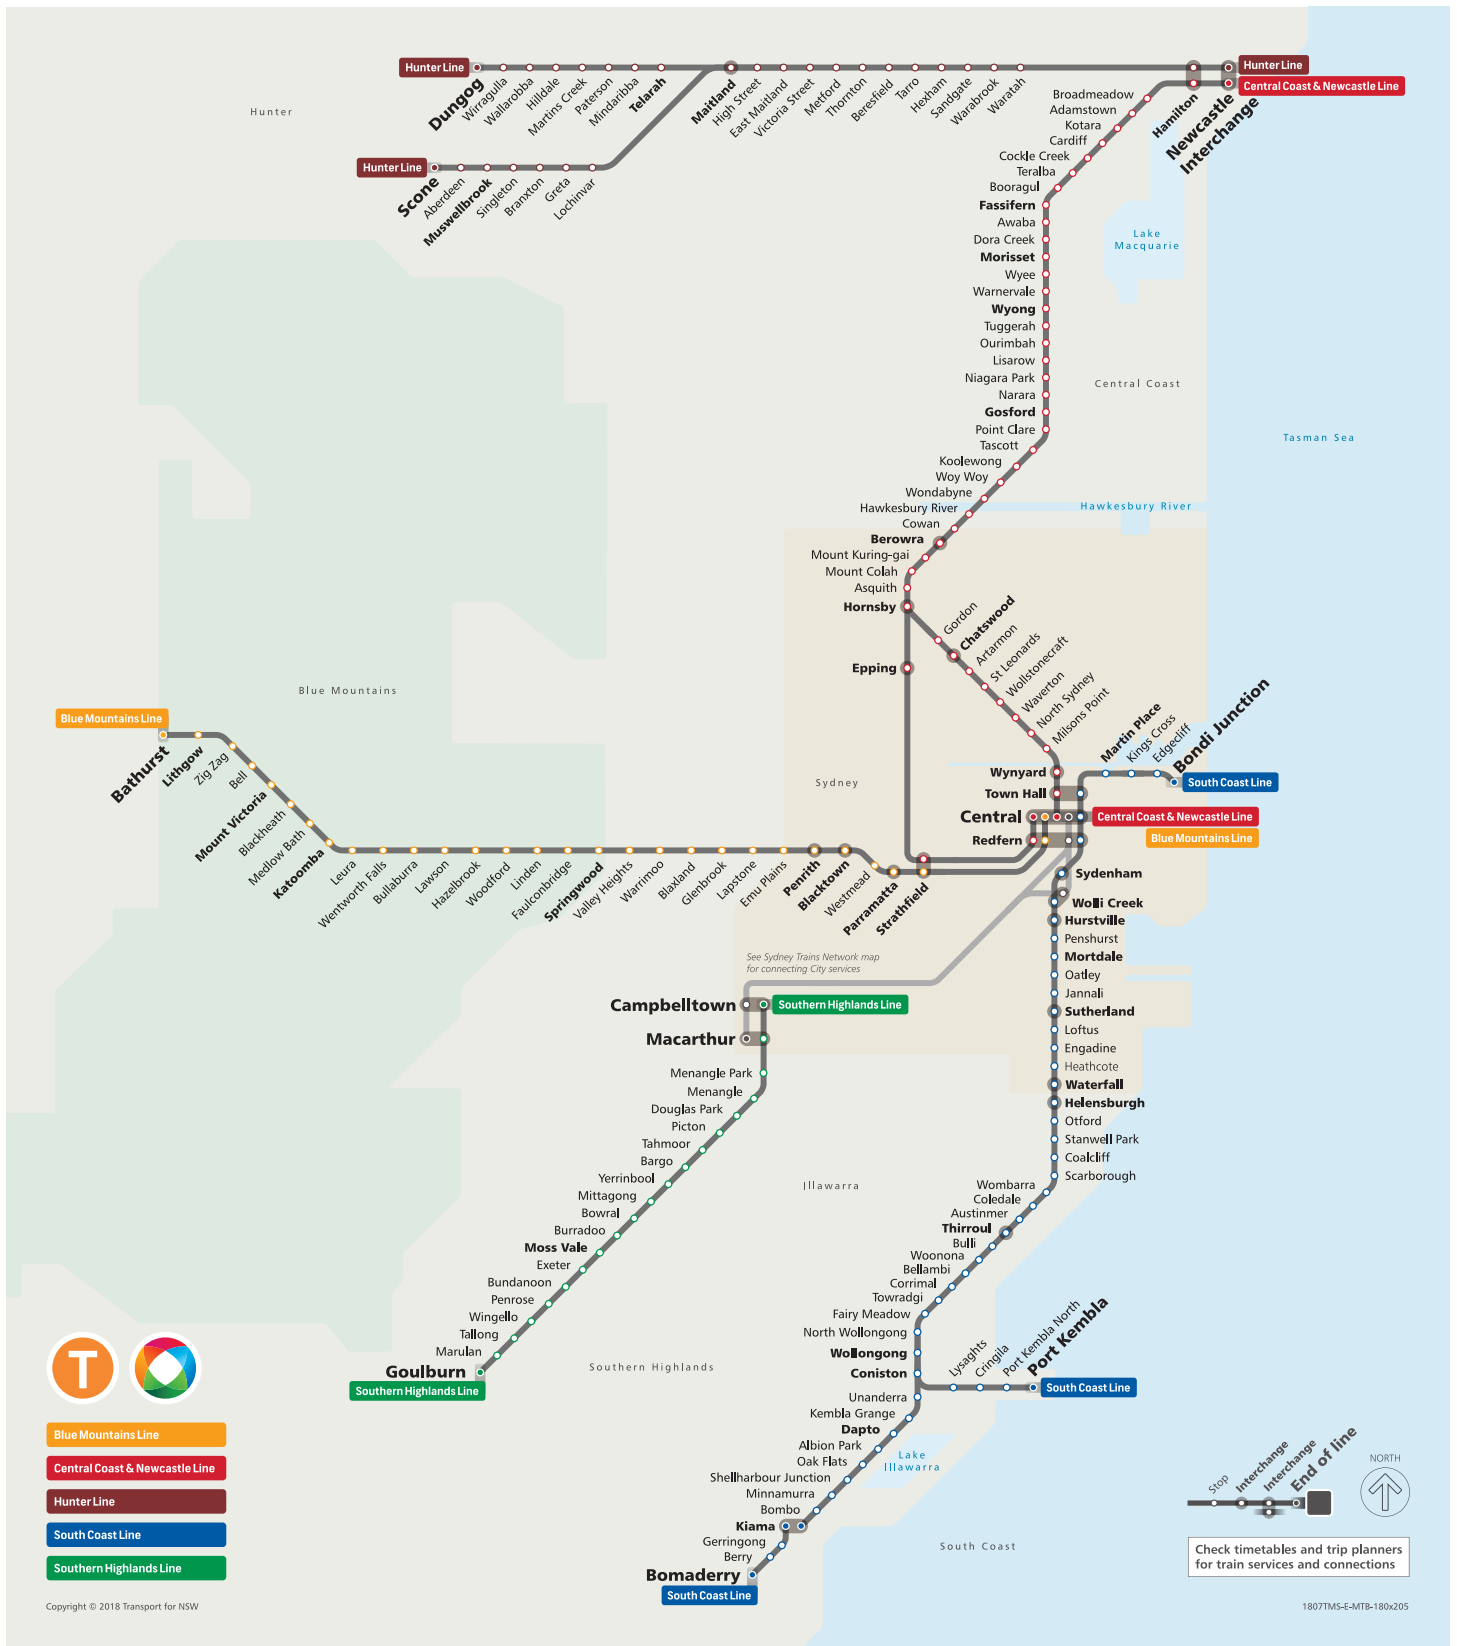 Hunter Line
Dungog
Wirragulla
Wallarobba
Hilldale
Martins Creek
Paterson
Mindaribba
Telarah
Maitland
High Street
East Maitland
Victoria Street
Metford
Thornton
Beresfield
Tarro
Hexham
Sandgate
Warabrook
Waratah
Hamilton
Newcastle
Interchange
Hunter Line
Central Coast & Newcastle Line
Hunter
Hunter Line
Scone
Aberdeen
Muswellbrook
Singleton
Branxton
Greta
Lochinvar
Broadmeadow
Adamstown
Kotara
Cardiff
Cockle Creek
Teralba
Booragul
Fassifern
Awaba
Dora Creek
Morisset
Wyee
Warnervale
Wyong
Tuggerah
Ourimbah
Lisarow
Niagara Park
Narara
Gosford
Point Clare
Tascott
Koolewong
Woy Woy
Wondabyne
Hawkesbury River
Cowan
Berowra
Mount Kuring-gai
Mount Colah
Asquith
Hornsby
Epping
Lake
Macquarie
Central Coast
Tasman Sea
Hawkesbury River
Gordon
Chatswood
Artarmon
St Leonards
Wollstonecraft
Waverton
North Sydney
Milsons Point
Wynyard
Town Hall
Central
Redfern
Martin Place
Kings Cross
Edgecliff
Bondi Junction
South Coast Line
Central Coast & Newcastle Line
Blue Mountains Line
Sydney
Blue Mountains
Blue Mountains Line
Bathurst
Lithgow
Zig Zag
Bell
Mount Victoria
Blackheath
Medlow Bath
Katoomba
Leura
Wentworth Falls
Bullaburra
Lawson
Hazelbrook
Woodford
Linden
Faulconbridge
Springwood
Valley Heights
Warrimoo
Blaxland
Glenbrook
Lapstone
Emu Plains
Penrith
Blacktown
Westmead
Parramatta
Strathfield
Sydenham
Wolli Creek
Hurstville
Penshurst
Mortdale
Oatley
Jannali
Sutherland
Loftus
Engadine
Heathcote
Waterfall
Helensburgh
Otford
Stanwell Park
Coalcliff
Scarborough
See Sydney Trains Network map
for connecting City services
Campbelltown
Southern Highlands Line
Macarthur
Menangle Park
Menangle
Douglas Park
Picton
Tahmoor
Bargo
Yerrinbool
Mittagong
Bowral
Burradoo
Moss Vale
Exeter
Bundanoon
Penrose
Wingello
Tallong
Marulan
Goulburn
Southern Highlands Line
Illawarra
Southern Highlands
Wombarra
Coledale
Austinmer
Thirroul
Bulli
Woonona
Bellambi
Corrimal
Towradgi
Fairy Meadow
North Wollongong
Wollongong
Coniston
Lysaghts
Cringila
Port Kembla North
Port Kembla
South Coast Line
Unanderra
Kembla Grange
Dapto
Albion Park
Oak Flats
Shellharbour Junction
Minnamurra
Bombo
Kiama
Gerringong
Berry
Bomaderry
South Coast Line
Lake
Illawarra
South Coast
T
Blue Mountains Line
Central Coast & Newcastle Line
Hunter Line
South Coast Line
Southern Highlands Line
Copyright © 2018 Transport for NSW
Stop
Interchange
Interchange
End of line
NORTH
Check timetables and trip planners
for train services and connections
1807TMS-E-MTB-180x205